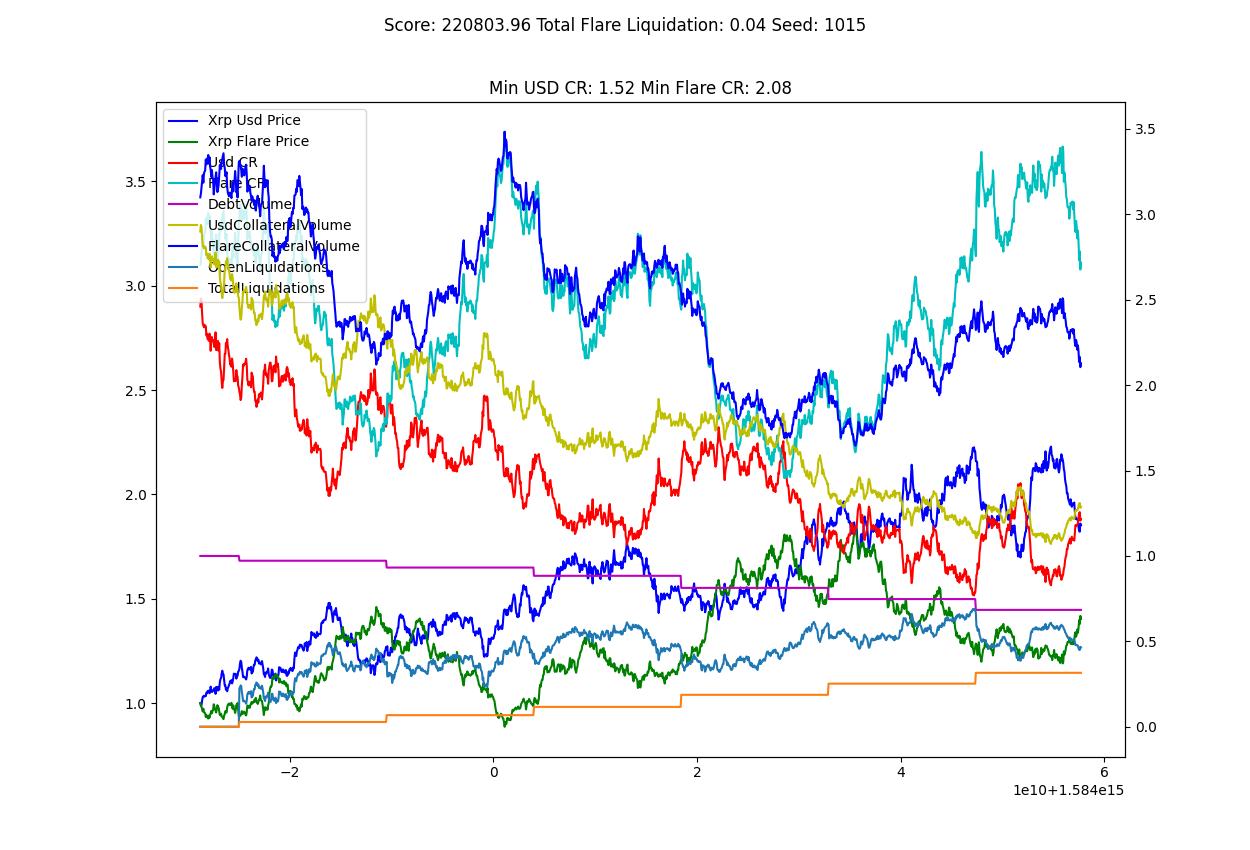 Score: 220803.96 Total Flare Liquidation: 0.04 Seed: 1015
Min USD CR: 1.52 Min Flare CR: 2.08
Xrp Usd Price
Xrp Flare Price
Usd CR
Flare CR
DebtVolume
UsdCollateralVolume
FlareCollateralVolume
OpenLiquidations
TotalLiquidations
3.5
3.0
2.5
2.0
1.5
1.0
3.5
3.0
2.5
2.0
1.5
1.0
0.5
0.0
−2
0
2
4
6
1e10+1.584e15